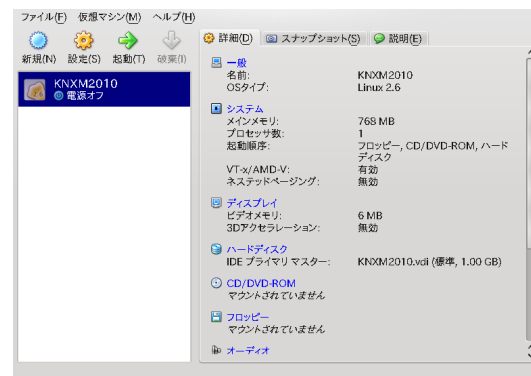 ファイル(F) 仮想マシン(M) ヘルプ(H)
新規(N) 設定(S) 起動(T) 破棄(I)
KNXM2010
電源オフ
詳細(D) スナップショット(S) 説明(E)
一般
名前: KNXM2010
OSタイプ: Linux 2.6
システム
メインメモリ: 768 MB
プロセッサ数: 1
起動順序: フロッピー, CD/DVD-ROM, ハード
ディスク
VT-x/AMD-V: 有効
ネステッドページング: 無効
ディスプレイ
ビデオメモリ: 6 MB
3Dアクセラレーション: 無効
ハードディスク
IDE プライマリ マスター: KNXM2010.vdi (標準, 1.00 GB)
CD/DVD-ROM
マウントされていません
フロッピー
マウントされていません
オーディオ